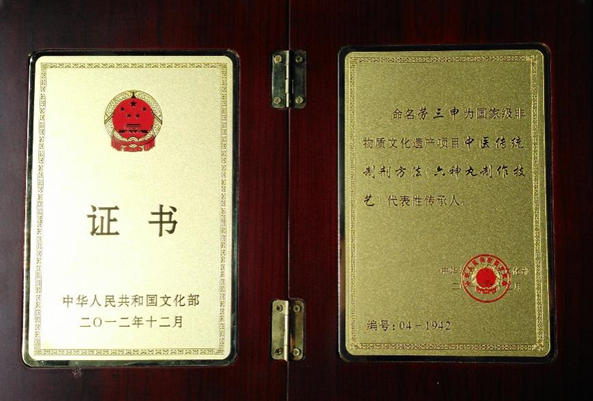 证书
中华人民共和国文化部
二〇一二年十二月
命名劳三申为国家级非
物质文化遗产项目中医传统
制剂方法（六神丸制作技
艺）代表性传承人。
编号：04－1942